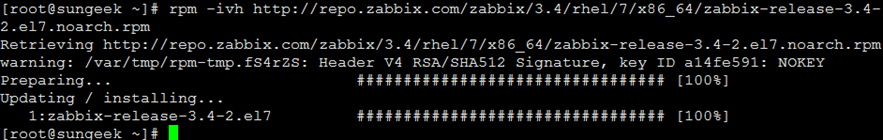 [root@sungeek ~]# rpm -ivh http://repo.zabbix.com/zabbix/3.4/rhel/7/x86_64/zabbix-release-3.4-
2.el7.noarch.rpm
Retrieving http://repo.zabbix.com/zabbix/3.4/rhel/7/x86_64/zabbix-release-3.4-2.el7.noarch.rpm
warning: /var/tmp/rpm-tmp.fS4rZS: Header V4 RSA/SHA512 Signature, key ID a14fe591: NOKEY
Preparing...                          ################################# [100%]
Updating / installing...
   1:zabbix-release-3.4-2.el7         ################################# [100%]
[root@sungeek ~]#